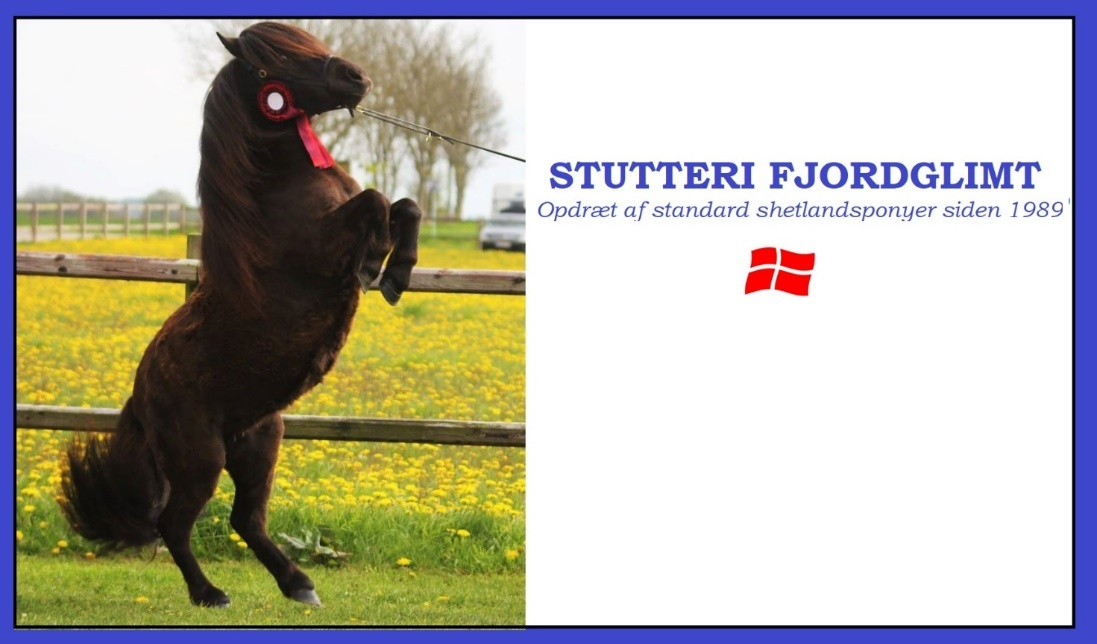 STUTTERI FJORDGLIMT
Opdræt af standard shetlandsponyer siden 1989